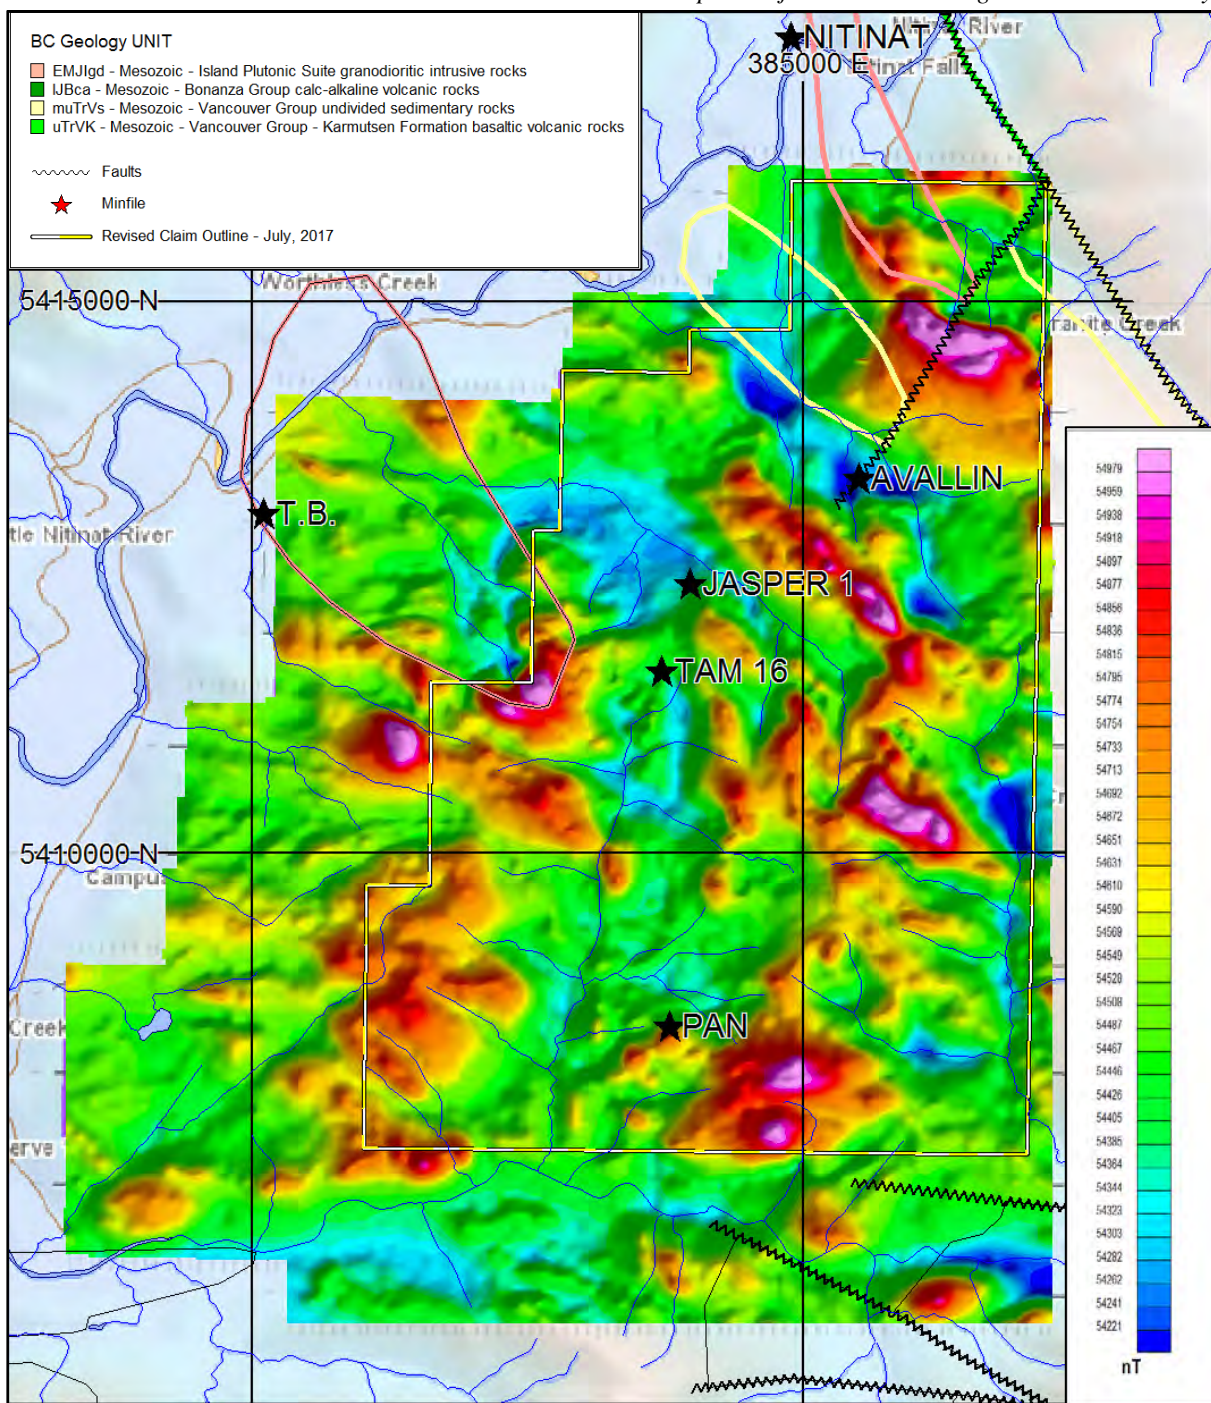 BC Geology UNIT
EMJIgd - Mesozoic - Island Plutonic Suite granodioritic intrusive rocks
lJBca - Mesozoic - Bonanza Group calc-alkaline volcanic rocks
muTrVs - Mesozoic - Vancouver Group undivided sedimentary rocks
uTrVK - Mesozoic - Vancouver Group - Karmutsen Formation basaltic volcanic rocks
Faults
Minfile
Revised Claim Outline - July, 2017
NITINAT
River
385000 E
Nitinat Falls
Worthless Creek
5415000 N
Creek
AVALLIN
T.B.
tle Nitinat River
JASPER 1
TAM 16
5410000 N
Campus
PAN
Creek
erve
54979
54959
54938
54918
54897
54877
54856
54836
54815
54795
54774
54754
54733
54713
54692
54672
54651
54631
54610
54590
54569
54549
54528
54508
54487
54467
54446
54426
54405
54385
54364
54344
54323
54303
54282
54262
54241
54221
nT